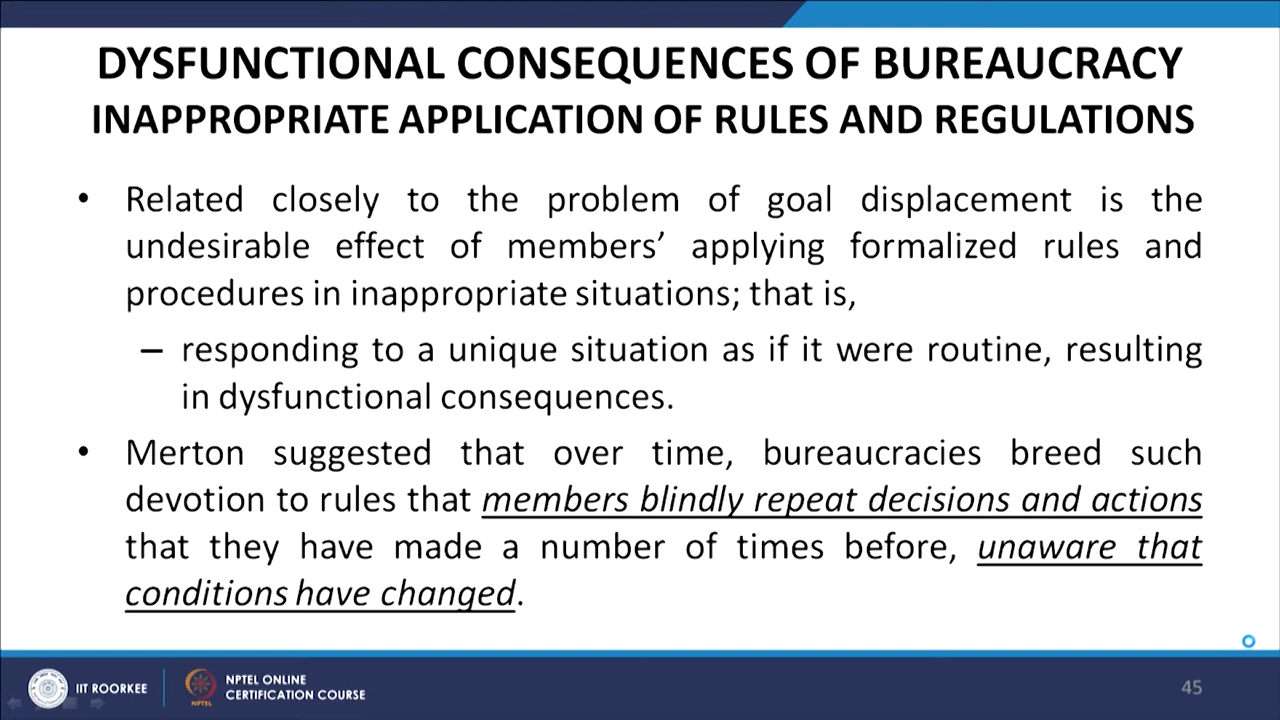 DYSFUNCTIONAL CONSEQUENCES OF BUREAUCRACY
INAPPROPRIATE APPLICATION OF RULES AND REGULATIONS
• Related closely to the problem of goal displacement is the
undesirable effect of members’ applying formalized rules and
procedures in inappropriate situations; that is,
– responding to a unique situation as if it were routine, resulting
in dysfunctional consequences.
• Merton suggested that over time, bureaucracies breed such
devotion to rules that members blindly repeat decisions and actions
that they have made a number of times before, unaware that
conditions have changed.
IIT ROORKEE
NPTEL
NPTEL ONLINE
CERTIFICATION COURSE
45